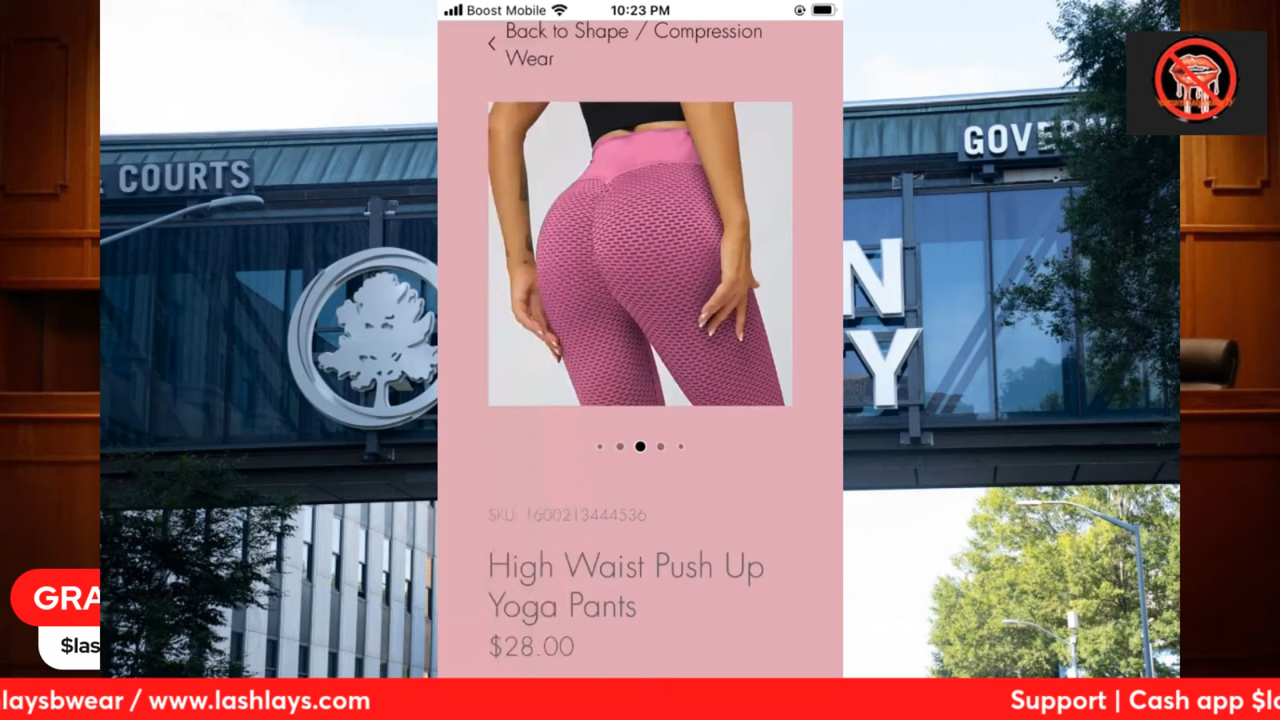 Boost Mobile
10:23 PM
Back to Shape / Compression
Wear
COURTS
GOVERN
N
Y
SKU: 1600213444536
High Waist Push Up
Yoga Pants
$28.00
GRA
$las
laysbwear / www.lashlays.com
Support | Cash app $la